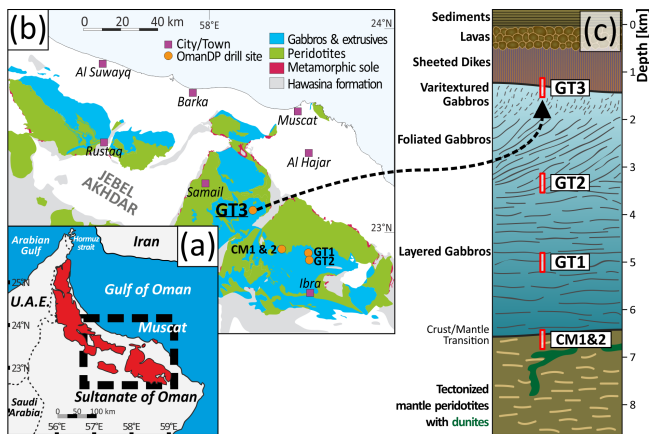 0 20 40 km
58°E
24°N
(b)
City/Town
OmanDP drill site
Gabbros & extrusives
Peridotites
Metamorphic sole
Hawasina formation
Al Suwayq
Barka
Muscat
Rustaq
Al Hajar
JEBEL
AKHDAR
Samail
GT3
23°N
CM1 & 2
GT1
GT2
Ibra
(a)
Arabian
Gulf
Hormuz
strait
Iran
U.A.E.
Gulf of Oman
Muscat
25°N
24°N
23°N
Sultanate of Oman
Saudi
Arabia
0 50 100 km
56°E 57°E 58°E 59°E
(c)
Depth [km]
Sediments
Lavas
Sheeted Dikes
Varitextured
Gabbros
Foliated Gabbros
Layered Gabbros
Crust/Mantle
Transition
Tectonized
mantle peridotites
with dunites
GT3
GT2
GT1
CM1&2
0
1
2
3
4
5
6
7
8